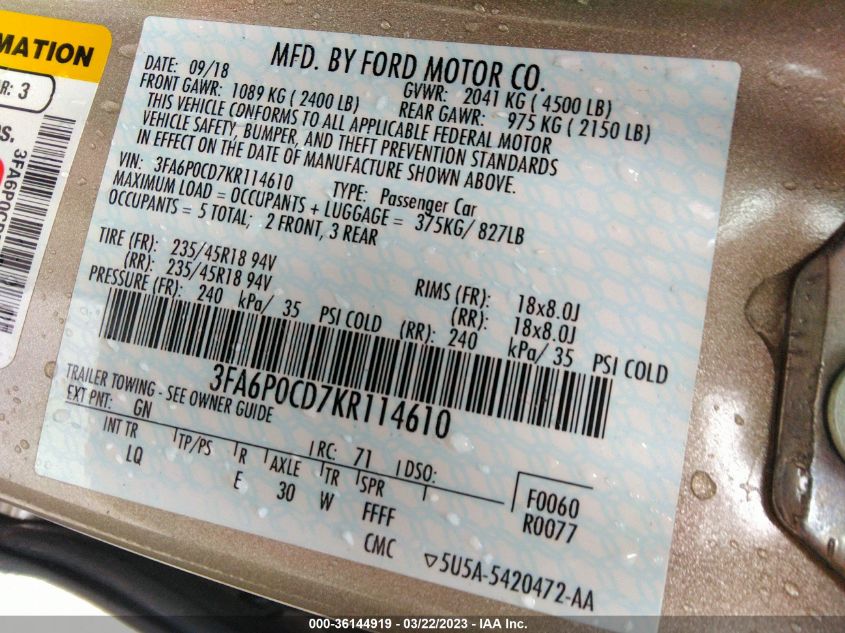 MATION
R: 3
RS.
3FA6P0CD
MFD. BY FORD MOTOR CO.
DATE: 09/18 GVWR: 2041 KG ( 4500 LB)
FRONT GAWR: 1089 KG ( 2400 LB) REAR GAWR: 975 KG ( 2150 LB)
THIS VEHICLE CONFORMS TO ALL APPLICABLE FEDERAL MOTOR
VEHICLE SAFETY, BUMPER, AND THEFT PREVENTION STANDARDS
IN EFFECT ON THE DATE OF MANUFACTURE SHOWN ABOVE.
VIN: 3FA6P0CD7KR114610 TYPE: Passenger Car
MAXIMUM LOAD = OCCUPANTS + LUGGAGE = 375KG/ 827LB
OCCUPANTS = 5 TOTAL; 2 FRONT, 3 REAR
TIRE (FR): 235/45R18 94V RIMS (FR): 18x8.0J
(RR): 235/45R18 94V (RR): 18x8.0J
PRESSURE (FR): 240 kPa/ 35 PSI COLD (RR): 240 kPa/ 35 PSI COLD
3FA6P0CD7KR114610
TRAILER TOWING - SEE OWNER GUIDE
EXT PNT: GN RC: 71 DSO:
INT TR TP/PS R AXLE TR SPR
LQ E 30 W FFFF
CMC
F0060
R0077
▽5U5A-5420472-AA
000-36144919 - 03/22/2023 - IAA Inc.